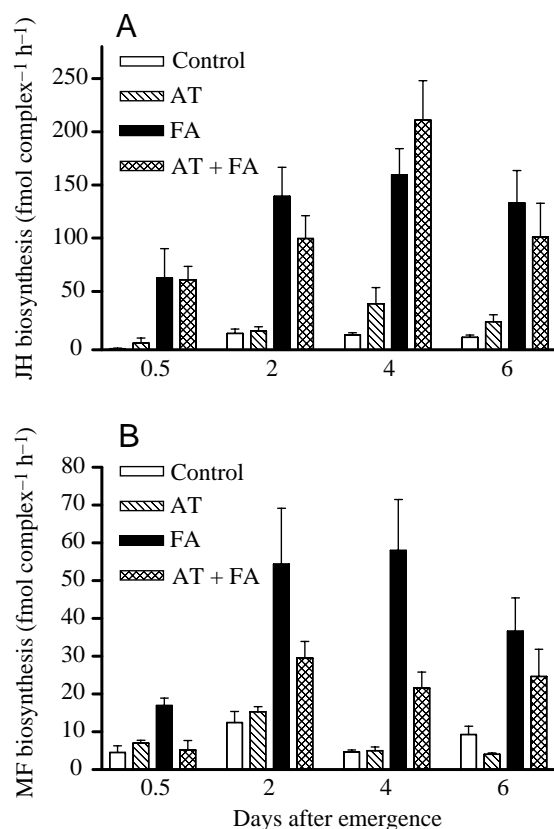 A
JH biosynthesis (fmol complex⁻¹ h⁻¹)
250
200
150
100
50
0
Control
AT
FA
AT + FA
0.5 2 4 6
B
MF biosynthesis (fmol complex⁻¹ h⁻¹)
80
70
60
50
40
30
20
10
0
Control
AT
FA
AT + FA
0.5 2 4 6
Days after emergence